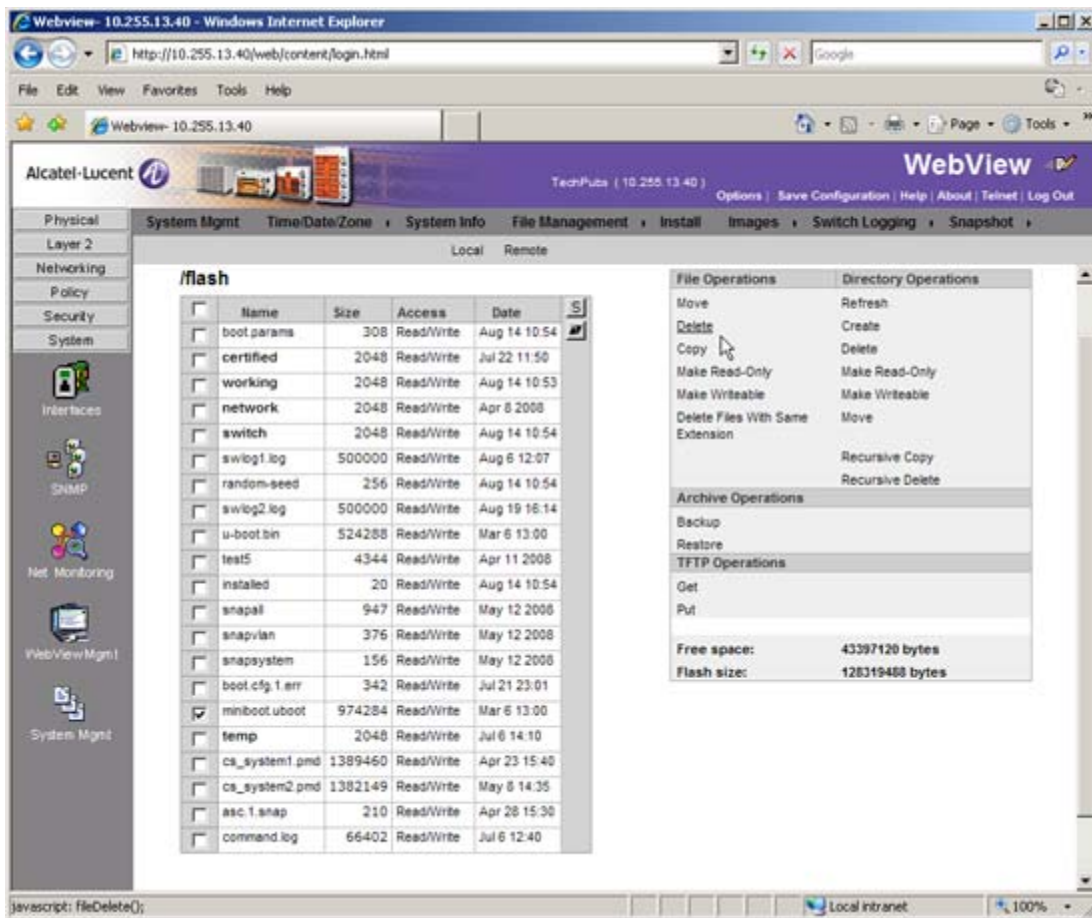 Webview- 10.255.13.40 - Windows Internet Explorer
http://10.255.13.40/web/content/login.html
Google
File Edit View Favorites Tools Help
Webview- 10.255.13.40
Page Tools
Alcatel-Lucent
TechPubs ( 10.255.13.40 )
WebView
Options | Save Configuration | Help | About | Telnet | Log Out
Physical
Layer 2
Networking
Policy
Security
System
Interfaces
SNMP
Net Monitoring
WebView Mgmt
System Mgmt
System Mgmt Time/Date/Zone System Info File Management Install Images Switch Logging Snapshot
Local Remote
/flash
Name Size Access Date S
boot.params 308 Read/Write Aug 14 10:54
certified 2048 Read/Write Jul 22 11:50
working 2048 Read/Write Aug 14 10:53
network 2048 Read/Write Apr 8 2008
switch 2048 Read/Write Aug 14 10:54
swlog1.log 500000 Read/Write Aug 6 12:07
random-seed 256 Read/Write Aug 14 10:54
swlog2.log 500000 Read/Write Aug 19 16:14
u-boot.bin 524288 Read/Write Mar 6 13:00
test5 4344 Read/Write Apr 11 2008
installed 20 Read/Write Aug 14 10:54
snapall 947 Read/Write May 12 2008
snapvlan 376 Read/Write May 12 2008
snapsystem 156 Read/Write May 12 2008
boot.cfg.1.err 342 Read/Write Jul 21 23:01
miniboot.uboot 974284 Read/Write Mar 6 13:00
temp 2048 Read/Write Jul 6 14:10
cs_system1.pmd 1389460 Read/Write Apr 23 15:40
cs_system2.pmd 1382149 Read/Write May 8 14:35
asc.1.snap 210 Read/Write Apr 28 15:30
command.log 66402 Read/Write Jul 6 12:40
File Operations Directory Operations
Move Refresh
Delete Create
Copy Delete
Make Read-Only Make Read-Only
Make Writeable Make Writeable
Delete Files With Same Move
Extension
Recursive Copy
Recursive Delete
Archive Operations
Backup
Restore
TFTP Operations
Get
Put
Free space: 43397120 bytes
Flash size: 128319488 bytes
javascript: fileDelete();
Local intranet
100%